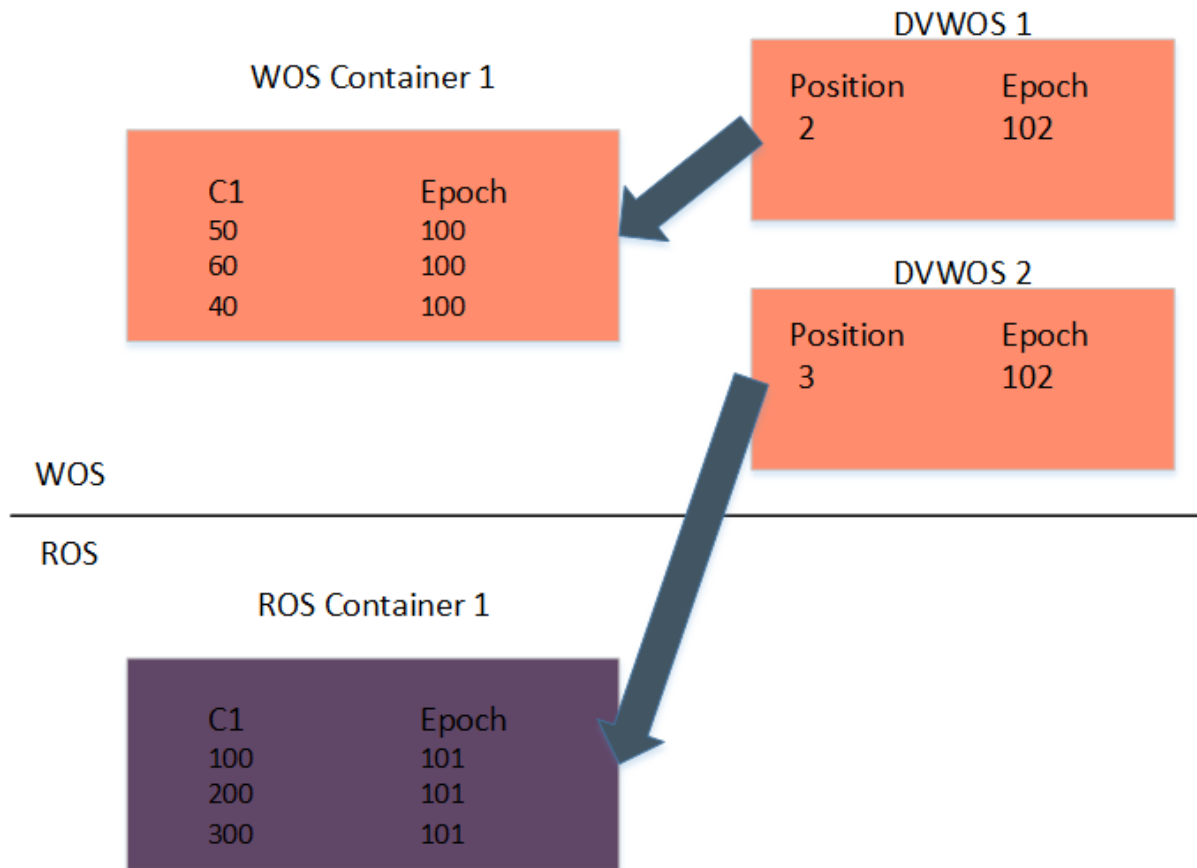 DVWOS 1
WOS Container 1
Position Epoch
2 102
C1 Epoch
50 100
60 100
40 100
DVWOS 2
Position Epoch
3 102
WOS
ROS
ROS Container 1
C1 Epoch
100 101
200 101
300 101